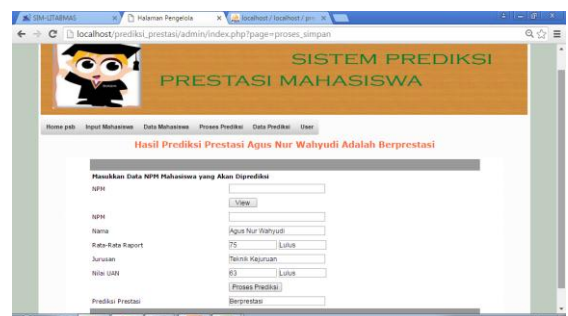 SIM-LITABMAS
Halaman Pengelola
localhost / localhost / pre
localhost/prediksi_prestasi/admin/index.php?page=proses_simpan
SISTEM PREDIKSI
PRESTASI MAHASISWA
Home psb Input Mahasiswa Data Mahasiswa Proses Prediksi Data Prediksi User
Hasil Prediksi Prestasi Agus Nur Wahyudi Adalah Berprestasi
Masukkan Data NPM Mahasiswa yang Akan Diprediksi
NPM
View
NPM
Nama Agus Nur Wahyudi
Rata-Rata Raport 75 Lulus
Jurusan Teknik Kejuruan
Nilai UAN 63 Lulus
Proses Prediksi
Prediksi Prestasi Berprestasi